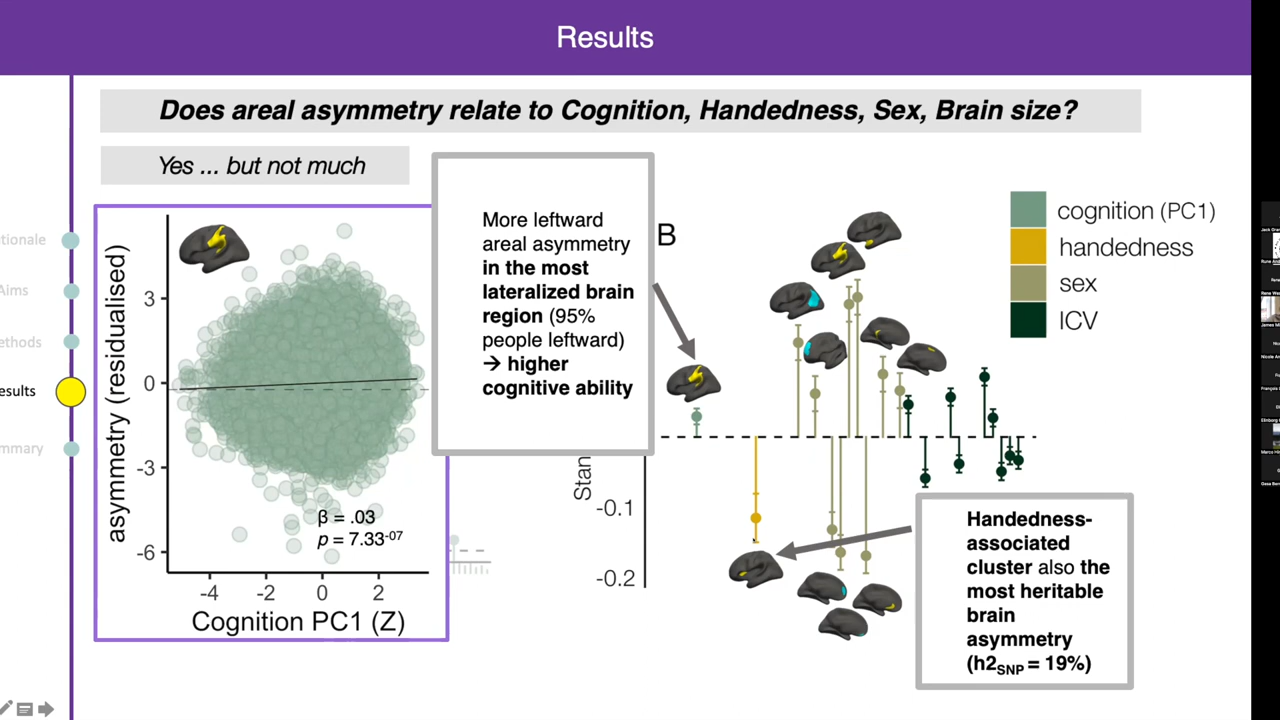 Results
Does areal asymmetry relate to Cognition, Handedness, Sex, Brain size?
Yes ... but not much
tionale
Aims
ethods
esults
mmary
asymmetry (residualised)
3
0
-3
-6
β = .03
p = 7.33-07
-4
-2
0
2
Cognition PC1 (Z)
More leftward
areal asymmetry
in the most
lateralized brain
region (95%
people leftward)
→ higher
cognitive ability
B
Stan
-0.1
-0.2
cognition (PC1)
handedness
sex
ICV
Handedness-
associated
cluster also the
most heritable
brain
asymmetry
(h2SNP = 19%)